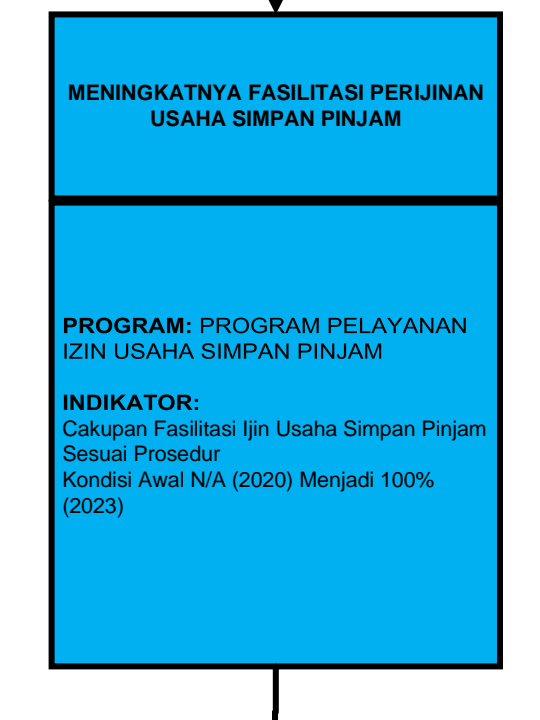 MENINGKATNYA FASILITASI PERIJINAN
USAHA SIMPAN PINJAM
PROGRAM: PROGRAM PELAYANAN
IZIN USAHA SIMPAN PINJAM
INDIKATOR:
Cakupan Fasilitasi Ijin Usaha Simpan Pinjam
Sesuai Prosedur
Kondisi Awal N/A (2020) Menjadi 100%
(2023)